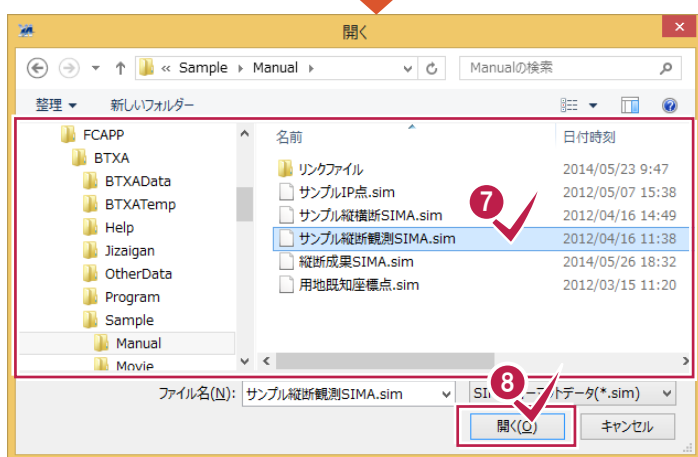 開く
« Sample ▸ Manual ▸
Manualの検索
整理 ▼ 新しいフォルダー
FCAPP
BTXA
BTXAData
BTXATemp
Help
Jizaigan
OtherData
Program
Sample
Manual
Movie
名前 日付時刻
リンクファイル 2014/05/23 9:47
サンプルIP点.sim 2012/05/07 15:38
サンプル縦横断SIMA.sim 2012/04/16 14:49
サンプル縦断観測SIMA.sim 2012/04/16 11:38
縦断成果SIMA.sim 2014/05/26 18:32
用地既知座標点.sim 2012/03/15 11:20
7
ファイル名(N): サンプル縦断観測SIMA.sim
8
トデータ(*.sim)
開く(O) キャンセル